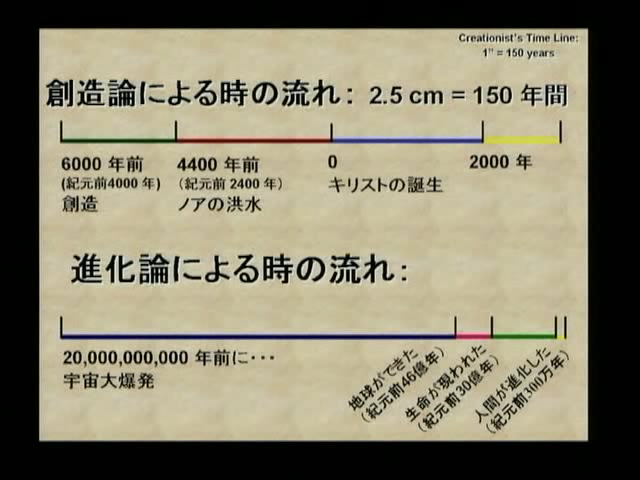 Creationist's Time Line:
1" = 150 years
創造論による時の流れ： 2.5 cm = 150 年間
6000 年前
(紀元前4000 年)
創造
4400 年前
（紀元前 2400 年）
ノアの洪水
0
キリストの誕生
2000 年
進化論による時の流れ：
20,000,000,000 年前に・・・
宇宙大爆発
地球ができた
（紀元前46億年）
生命が現われた
（紀元前30億年）
人間が進化した
（紀元前300万年）